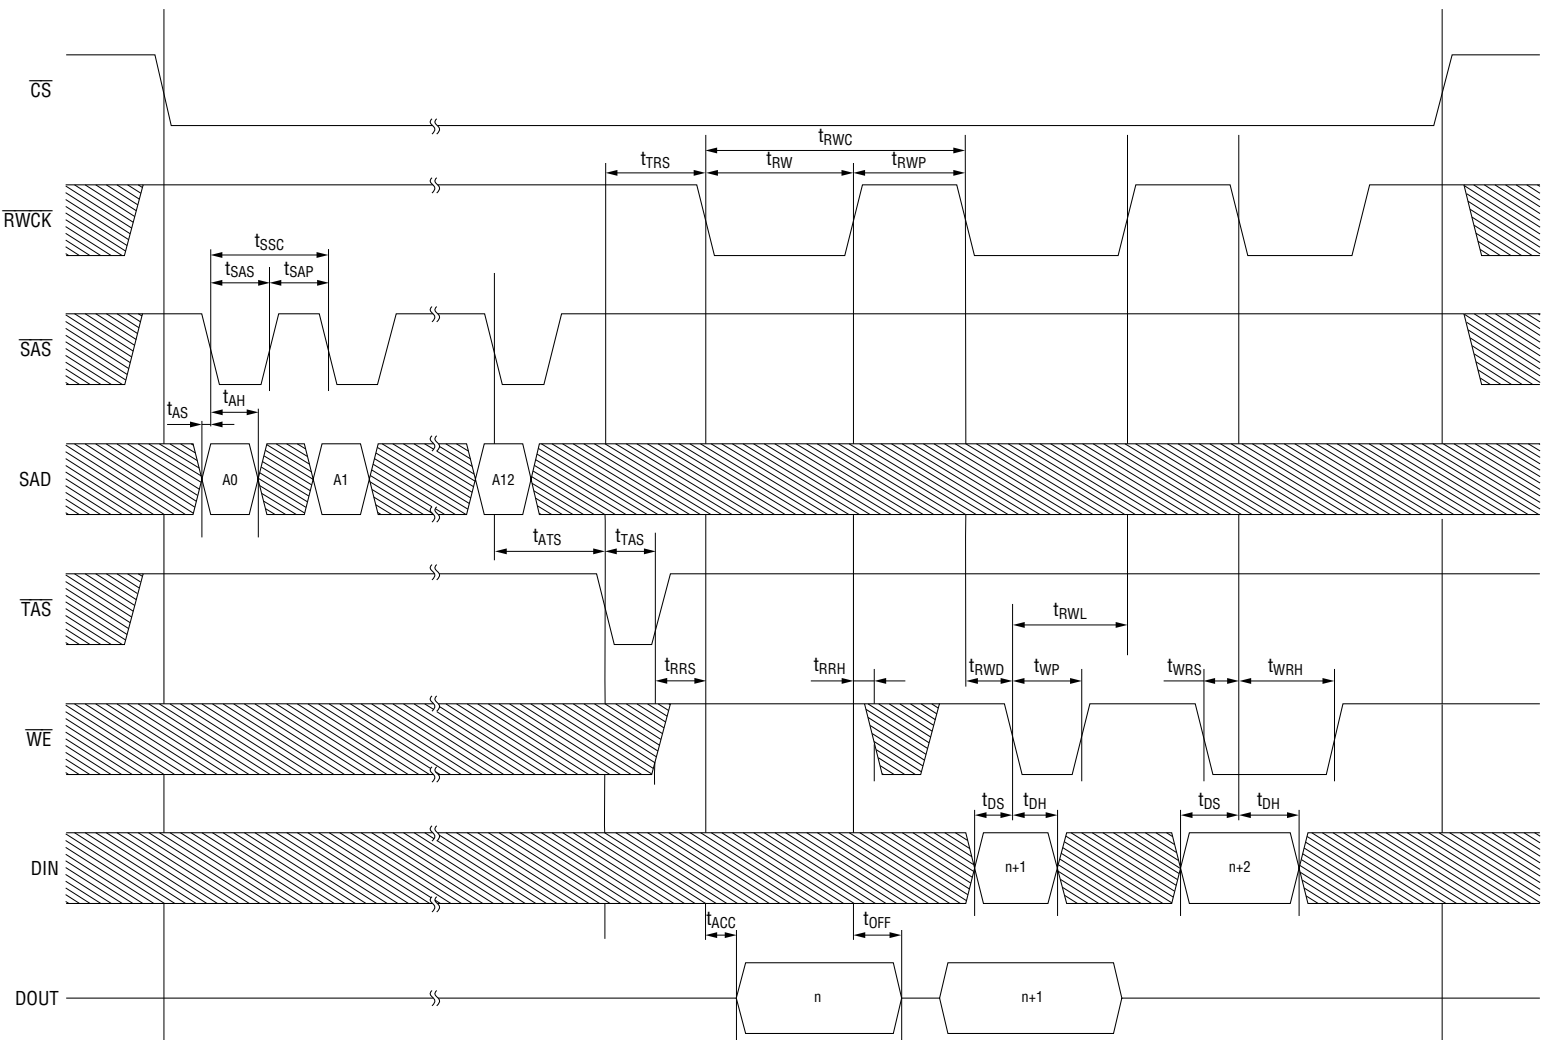 CS
tRWC
tTRS tRW tRWP
RWCK
tSSC
tSAS tSAP
SAS
tAS tAH
SAD A0 A1 A12
tATS tTAS
TAS
tRWL
tRRS tRRH tRWD tWP tWRS tWRH
WE
tDS tDH tDS tDH
DIN n+1 n+2
tACC tOFF
DOUT n n+1